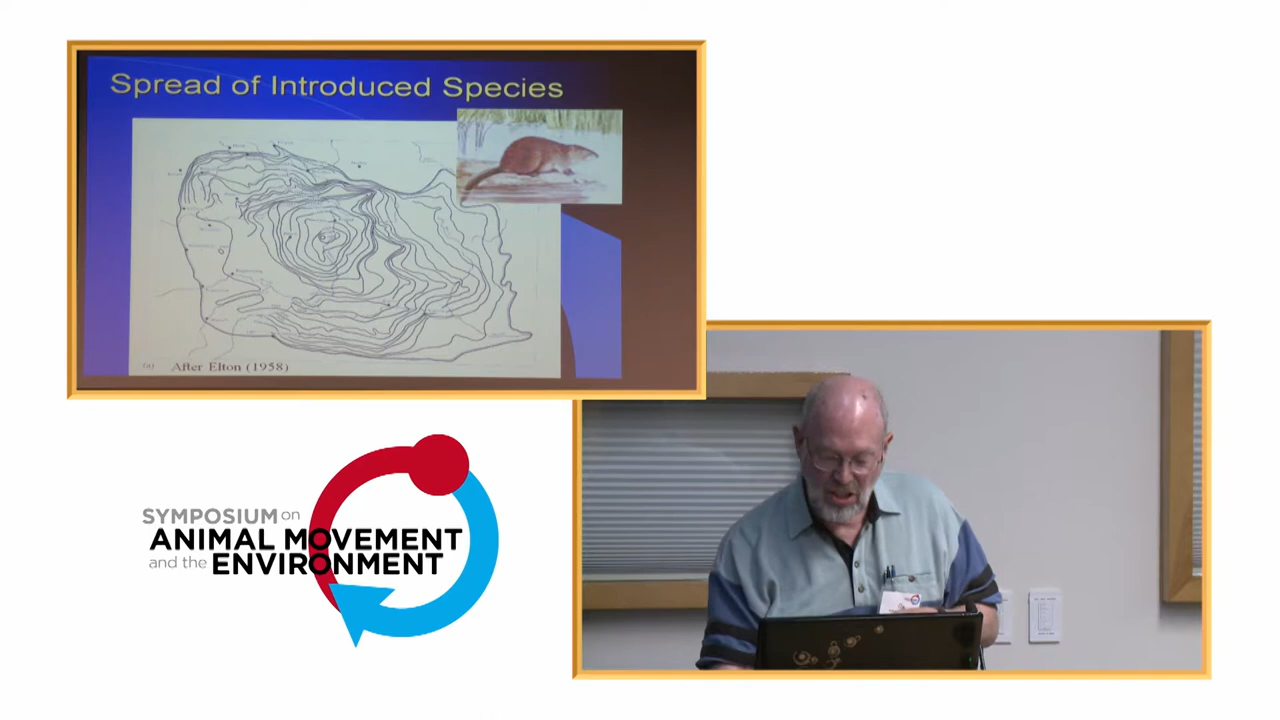 Spread of Introduced Species
(a) After Elton (1958)
SYMPOSIUM on
ANIMAL MOVEMENT
and the ENVIRONMENT